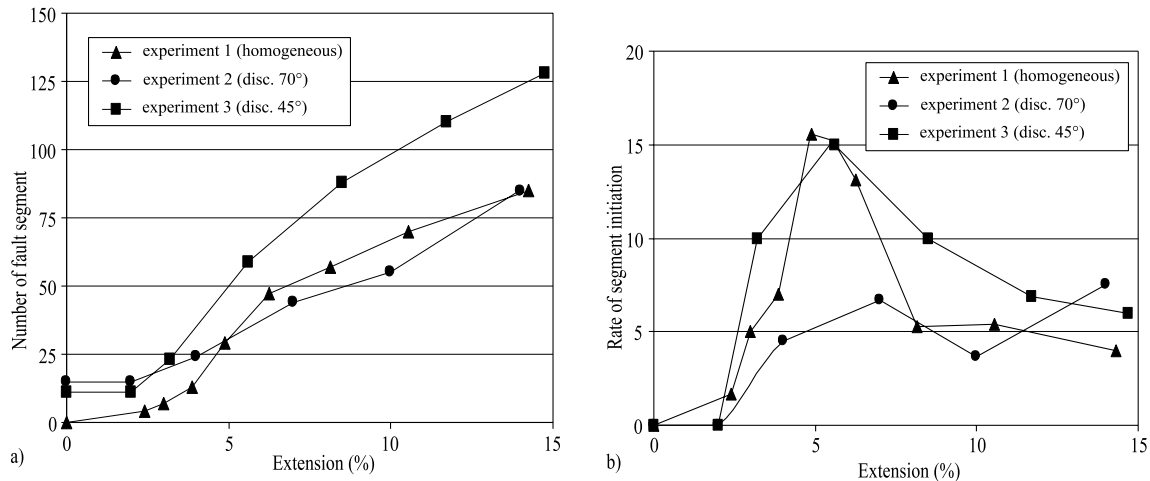 150
125
100
75
50
25
0
Number of fault segment
experiment 1 (homogeneous)
experiment 2 (disc. 70°)
experiment 3 (disc. 45°)
0 5 10 15
Extension (%)
a)
20
15
10
5
0
Rate of segment initiation
experiment 1 (homogeneous)
experiment 2 (disc. 70°)
experiment 3 (disc. 45°)
0 5 10 15
Extension (%)
b)